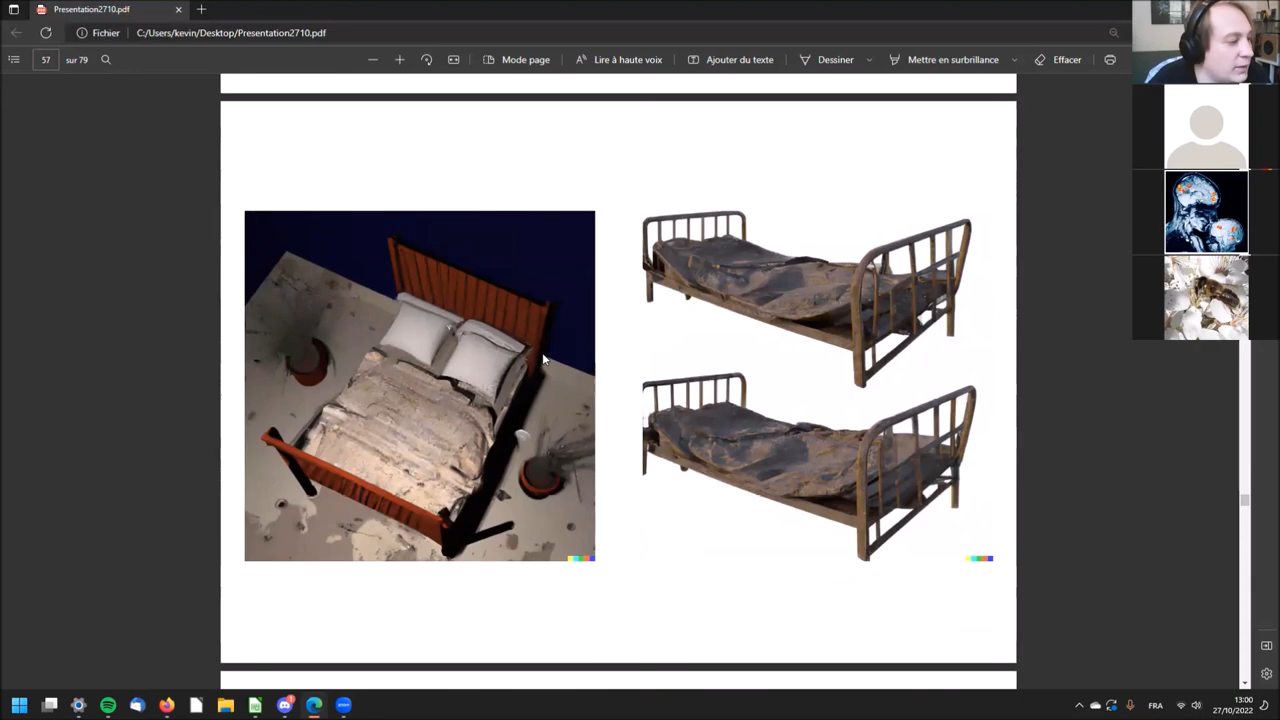 Presentation2710.pdf
Fichier
C:/Users/kevin/Desktop/Presentation2710.pdf
57
sur 79
Mode page
Lire à haute voix
Ajouter du texte
Dessiner
Mettre en surbrillance
Effacer
FRA
13:00
27/10/2022